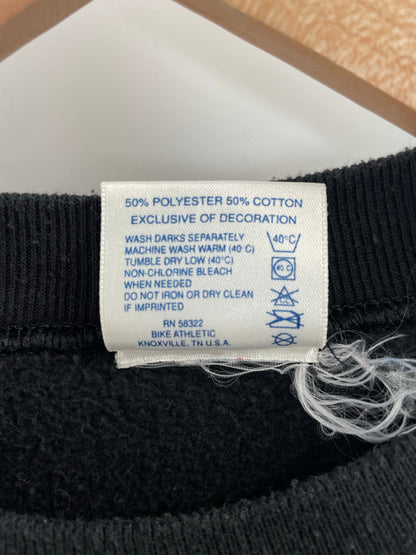 50% POLYESTER 50% COTTON
EXCLUSIVE OF DECORATION
WASH DARKS SEPARATELY
MACHINE WASH WARM (40°C)
TUMBLE DRY LOW (40°C)
NON-CHLORINE BLEACH
WHEN NEEDED
DO NOT IRON OR DRY CLEAN
IF IMPRINTED
40°C
40°C
RN 58322
BIKE ATHLETIC
KNOXVILLE, TN U.S.A.